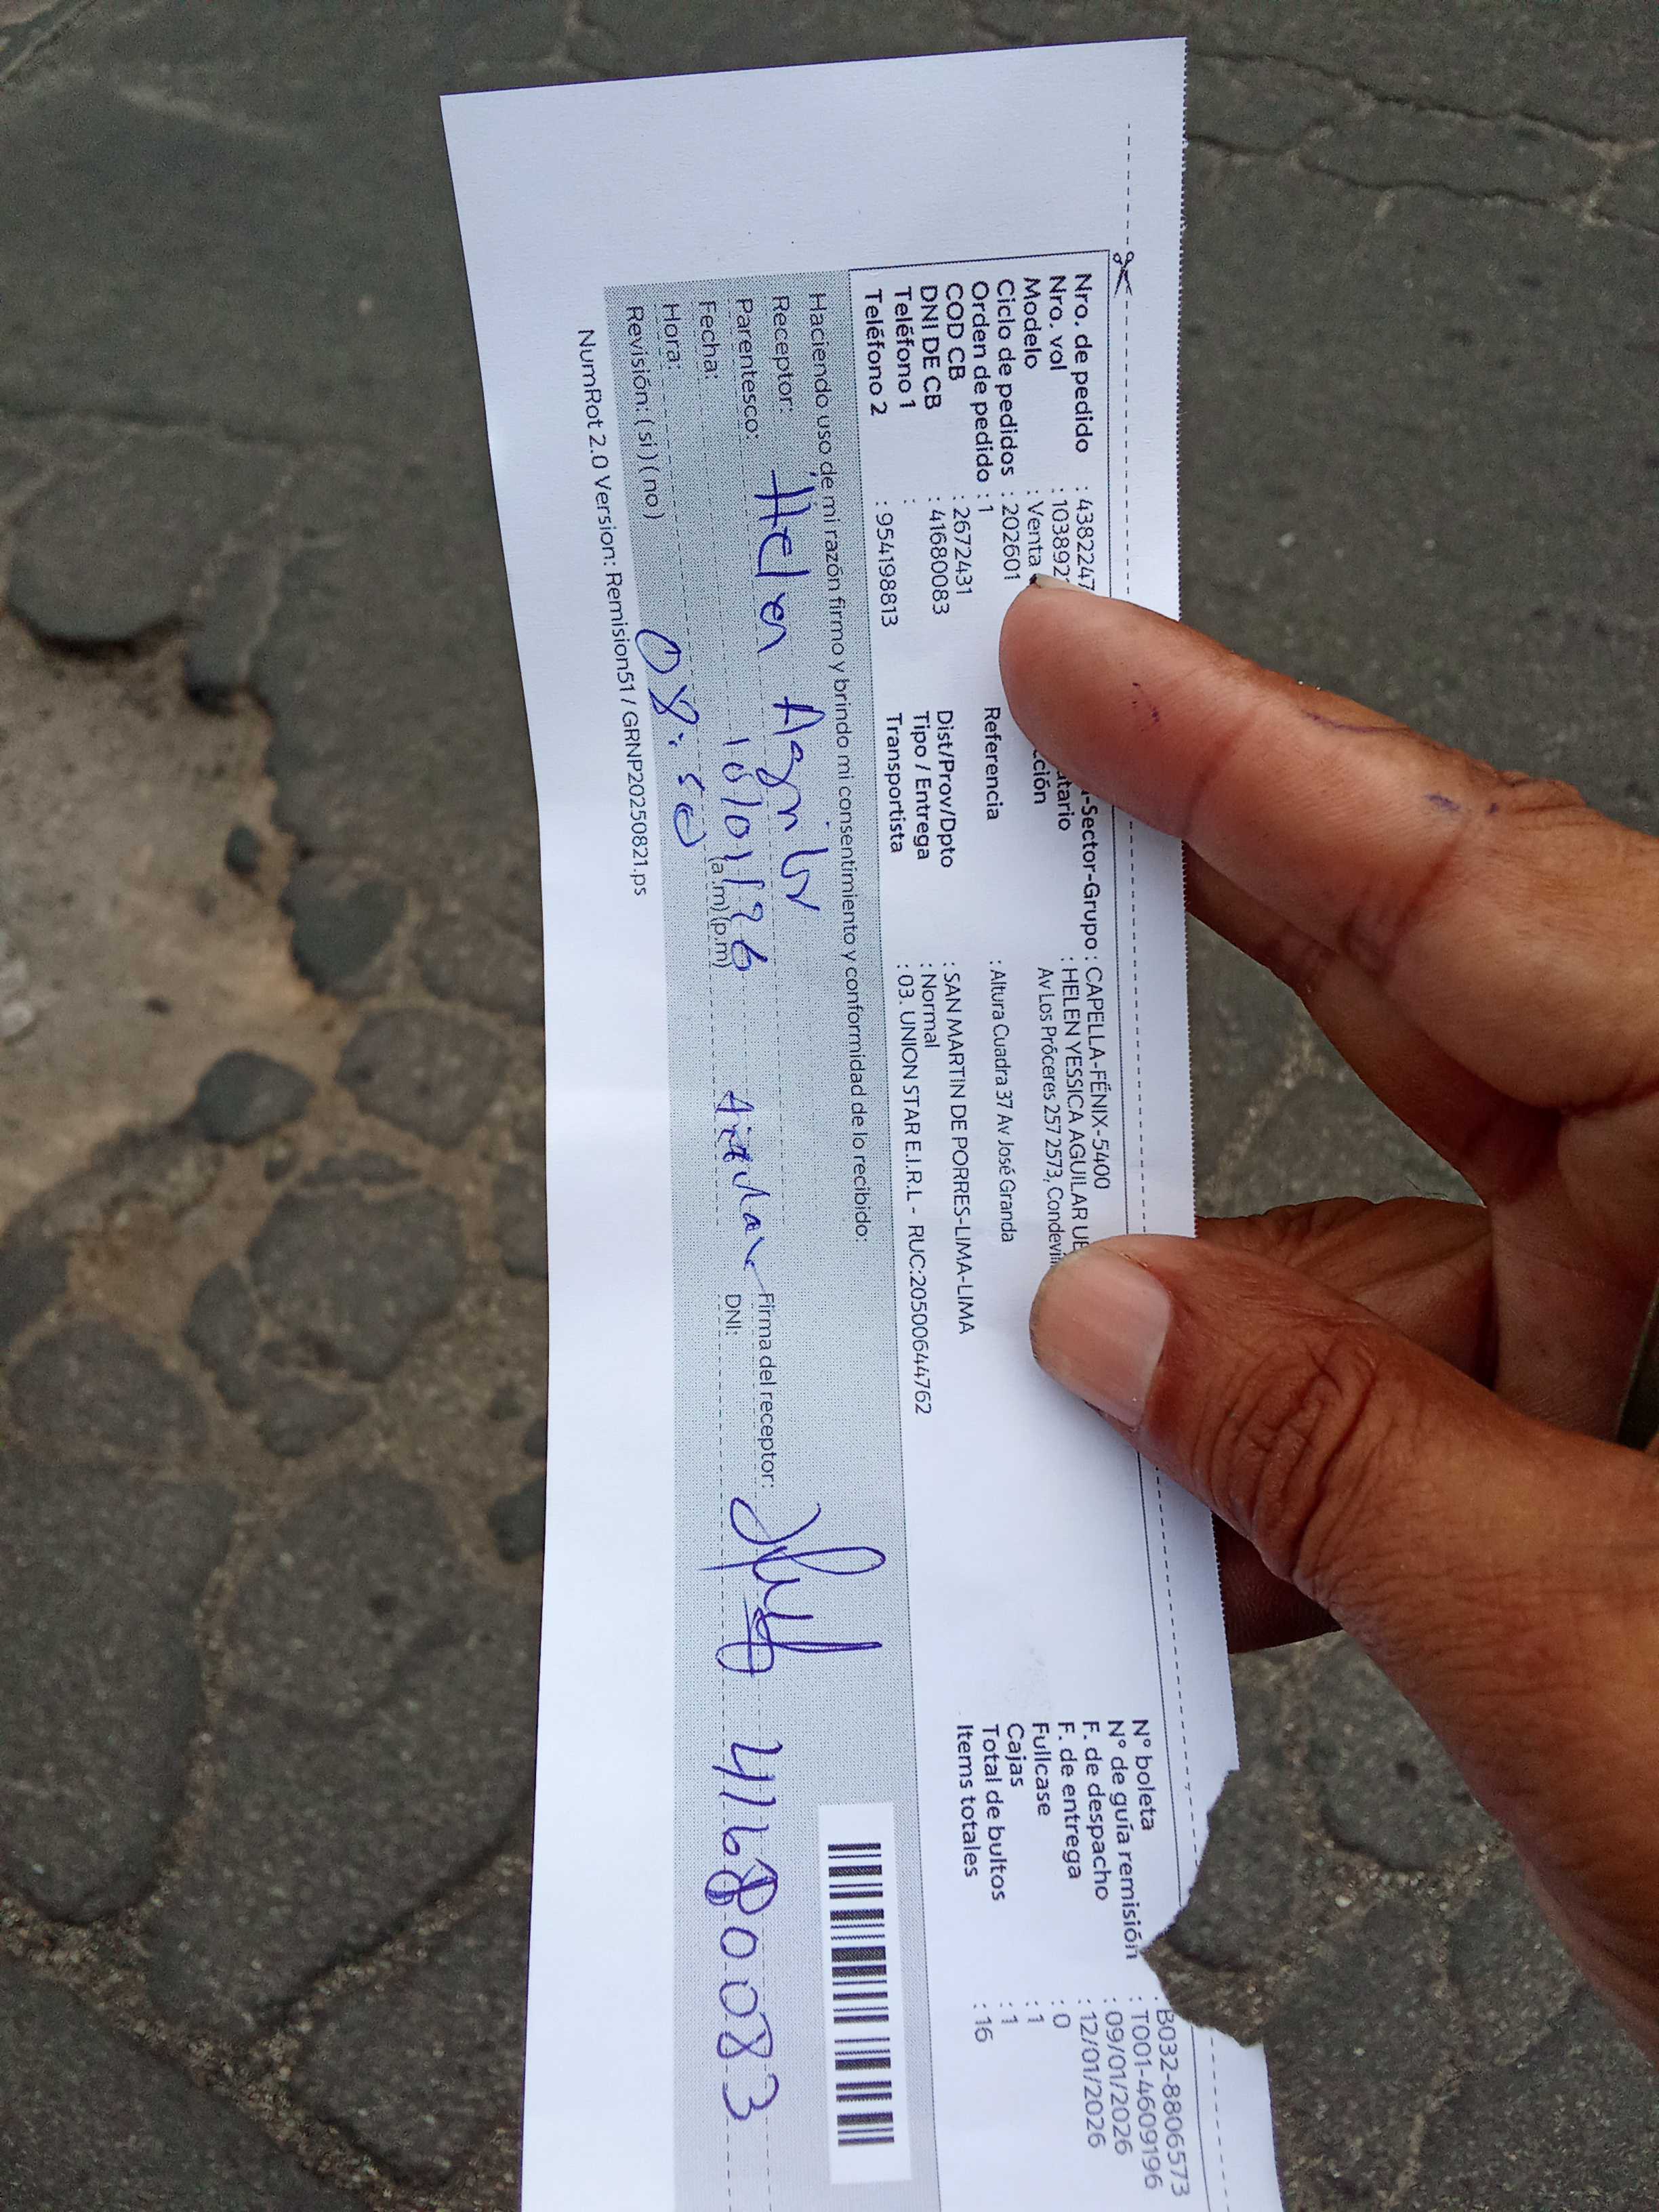 Nro. de pedido : 4382247
Nro. vol : 103892
Modelo : Venta
Ciclo de pedidos : 202601
Orden de pedido : 1
COD CB : 2672431
DNI DE CB : 41680083
Teléfono 1 :
Teléfono 2 : 954198813
-Sector-Grupo : CAPELLA-FÉNIX-5400
: HELEN YESSICA AGUILAR
Av Los Próceres 257 2573,
Referencia : Altura Cuadra 37 Av José Granda
Dist/Prov/Dpto : SAN MARTIN DE PORRES-LIMA-LIMA
Tipo / Entrega : Normal
Transportista : 03. UNION STAR E.I.R.L - RUC:20500644762
N° boleta : B032-8806573
N° de guía remisión : T001-4609196
F. de despacho : 09/01/2026
F. de entrega : 12/01/2026
Fullcase : 0
Cajas : 1
Total de bultos : 1
Items totales : 16
Haciendo uso de mi razón firmo y brindo mi consentimiento y conformidad de lo recibido:
Receptor: Helen
Parentesco:
Firma del receptor:
Fecha: 10/01/26
DNI: 41680083
Hora: 08:50 (a.m) (p.m)
Revisión: ( si ) ( no )
NumRot 2.0 Version: Remision51 / GRNP20250821.ps